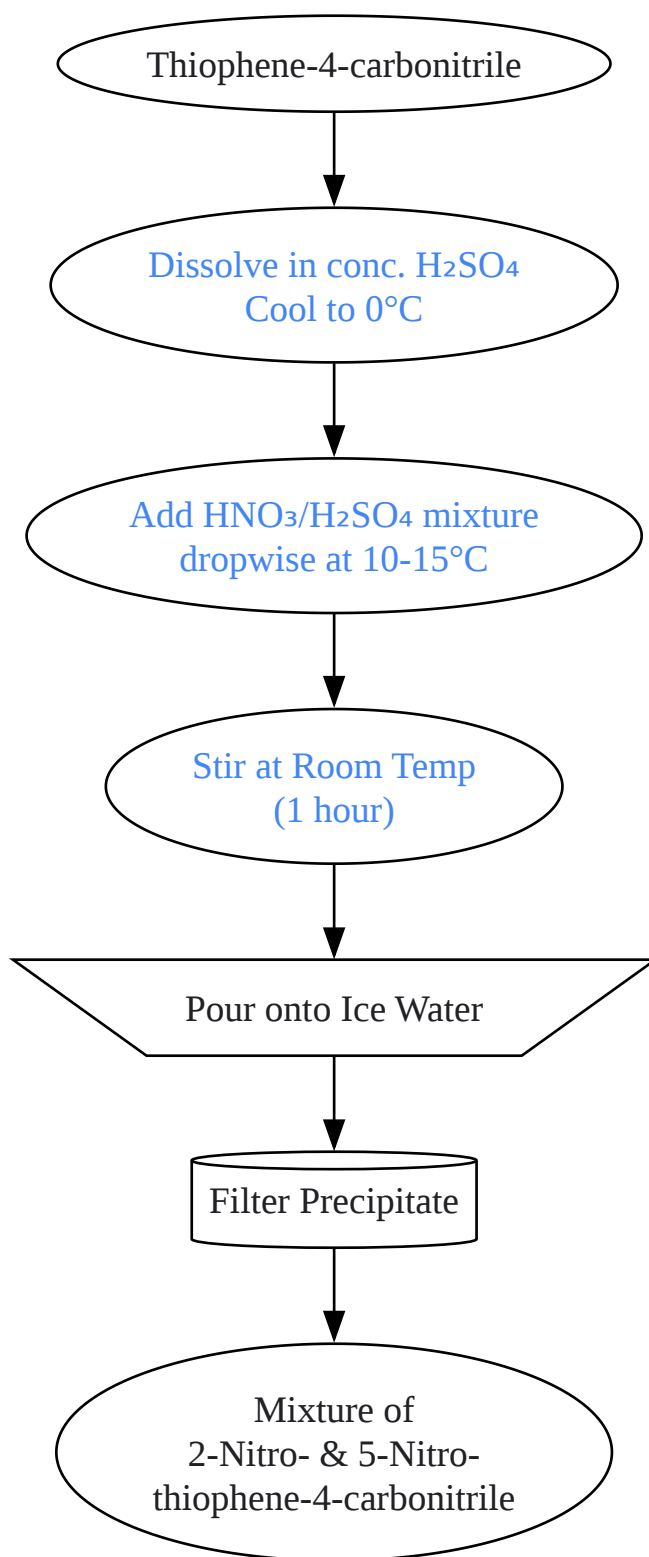 Thiophene-4-carbonitrile
Dissolve in conc. H₂SO₄
Cool to 0°C
Add HNO₃/H₂SO₄ mixture
dropwise at 10-15°C
Stir at Room Temp
(1 hour)
Pour onto Ice Water
Filter Precipitate
Mixture of
2-Nitro- & 5-Nitro-
thiophene-4-carbonitrile